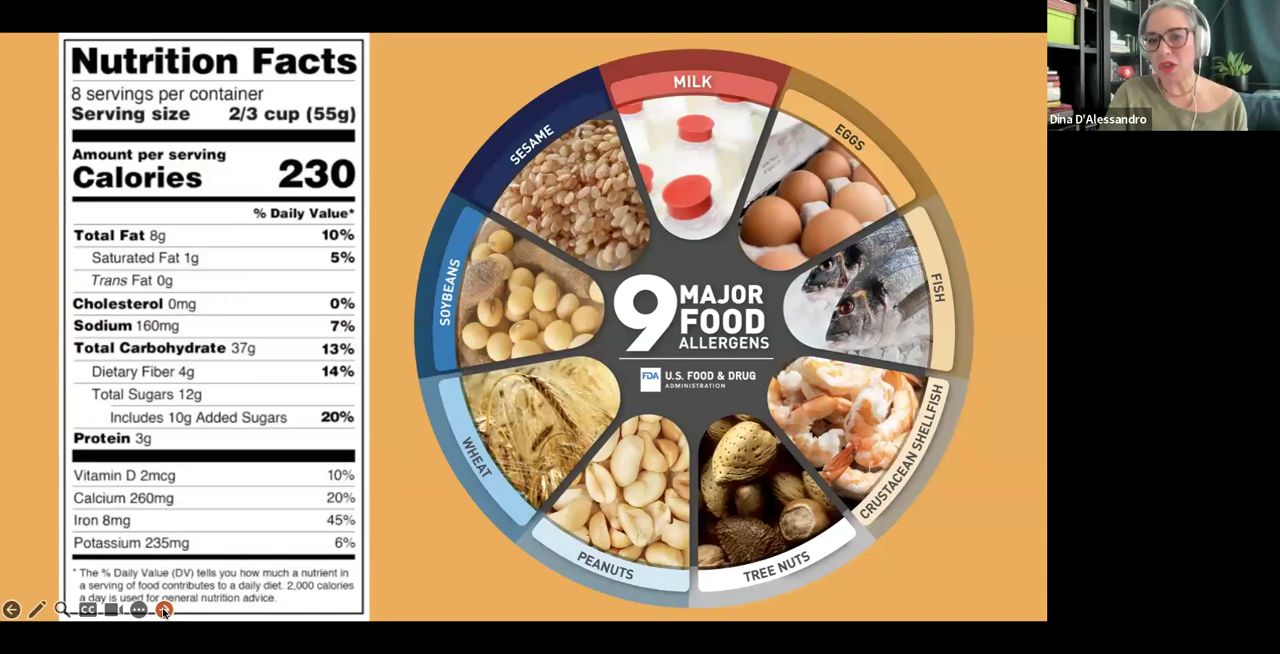 Nutrition Facts
8 servings per container
Serving size 2/3 cup (55g)
Amount per serving
Calories 230
% Daily Value*
Total Fat 8g 10%
Saturated Fat 1g 5%
Trans Fat 0g
Cholesterol 0mg 0%
Sodium 160mg 7%
Total Carbohydrate 37g 13%
Dietary Fiber 4g 14%
Total Sugars 12g
Includes 10g Added Sugars 20%
Protein 3g
Vitamin D 2mcg 10%
Calcium 260mg 20%
Iron 8mg 45%
Potassium 235mg 6%
* The % Daily Value (DV) tells you how much a nutrient in
a serving of food contributes to a daily diet. 2,000 calories
a day is used for general nutrition advice.
CC
MILK
EGGS
FISH
CRUSTACEAN SHELLFISH
TREE NUTS
PEANUTS
WHEAT
SOYBEANS
SESAME
9 MAJOR
FOOD
ALLERGENS
FDA U.S. FOOD & DRUG
ADMINISTRATION
Dina D'Alessandro